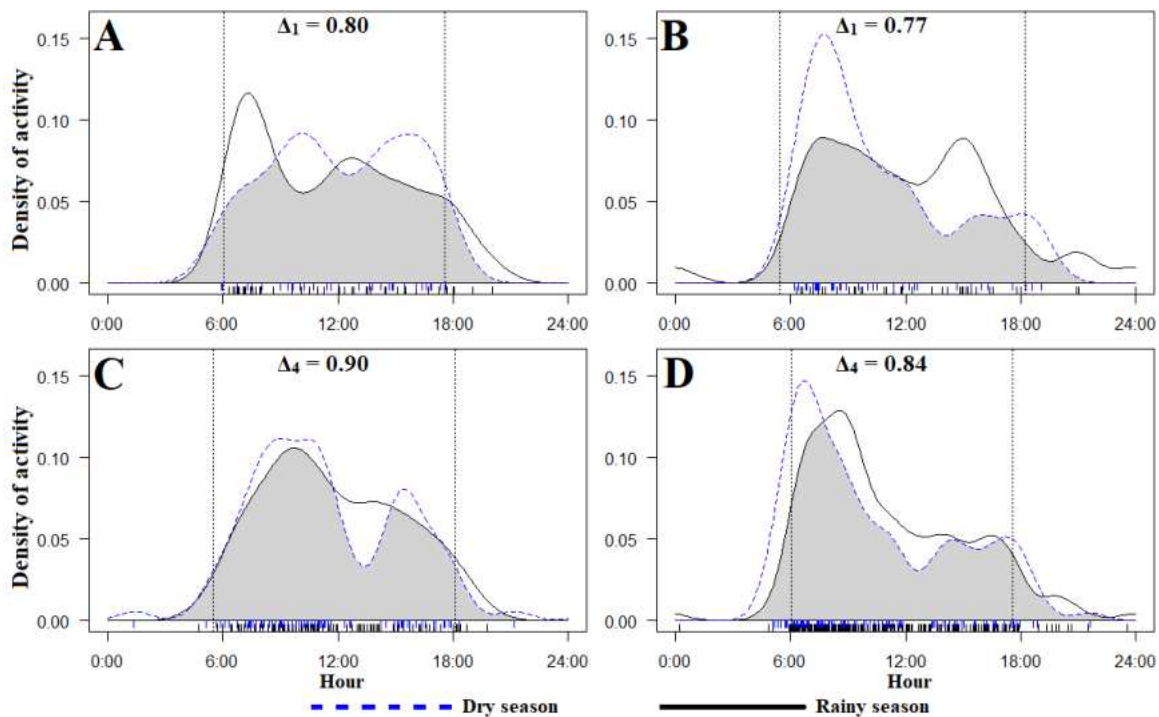 A
Δ1 = 0.80
B
Δ1 = 0.77
Density of activity
0.15
0.10
0.05
0.00
0.15
0.10
0.05
0.00
0:00 6:00 12:00 18:00 24:00
0:00 6:00 12:00 18:00 24:00
C
Δ4 = 0.90
D
Δ4 = 0.84
Density of activity
0.15
0.10
0.05
0.00
0.15
0.10
0.05
0.00
0:00 6:00 12:00 18:00 24:00
0:00 6:00 12:00 18:00 24:00
Hour
Hour
Dry season
Rainy season